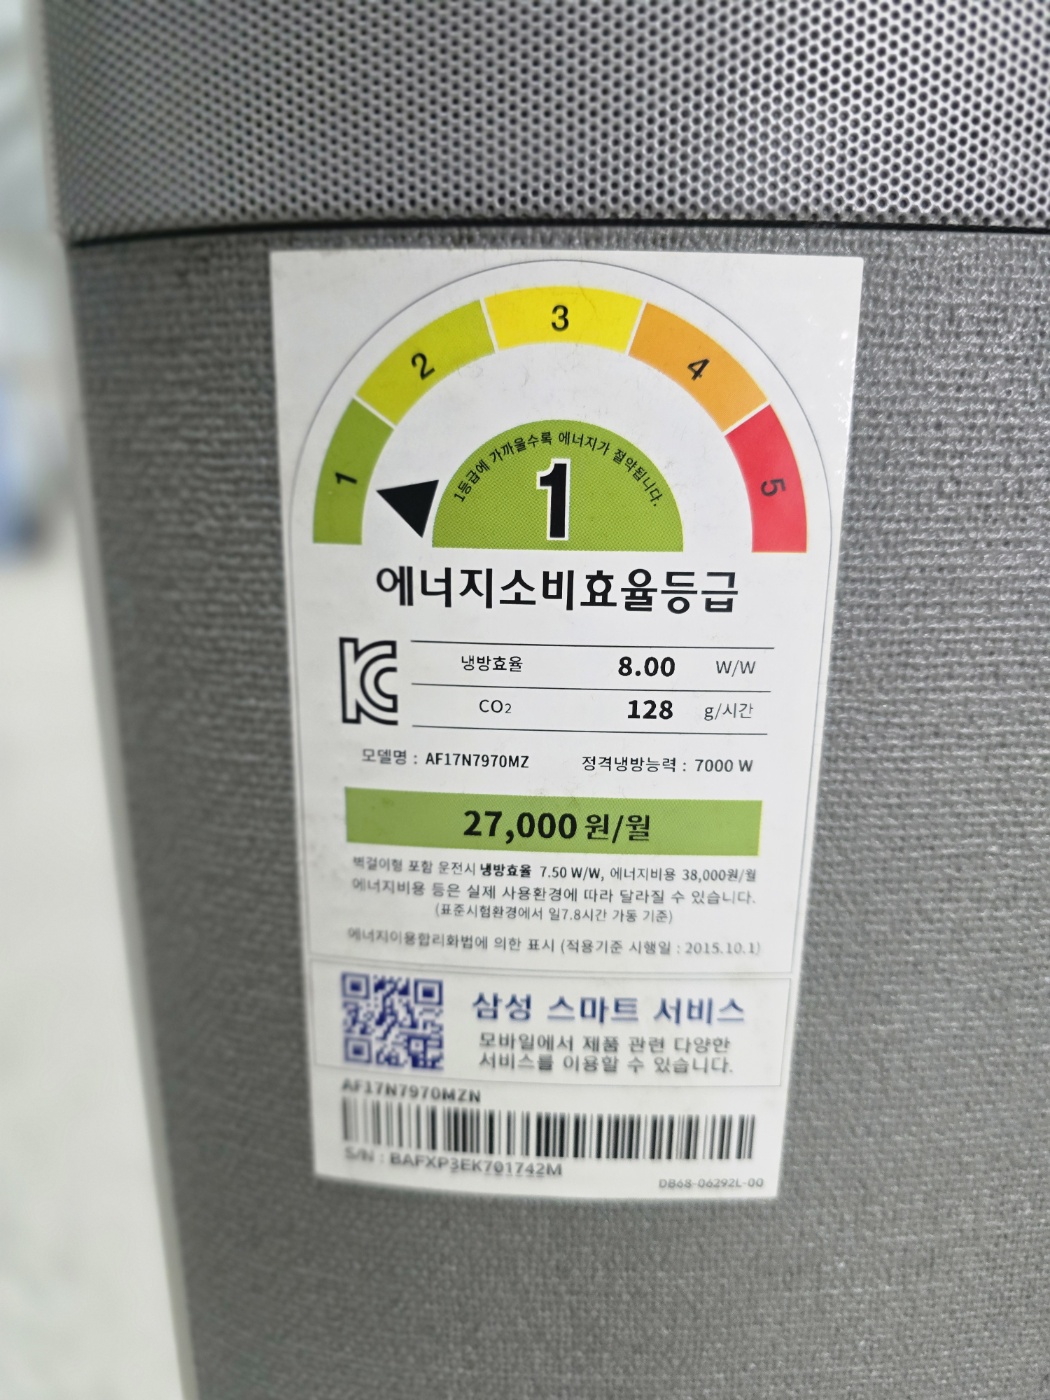 3
2
4
1
5
1등급에 가까울수록 에너지가 절약됩니다.
1
에너지소비효율등급
냉방효율 8.00 W/W
CO2 128 g/시간
모델명 : AF17N7970MZ 정격냉방능력 : 7000 W
27,000원/월
벽걸이형 포함 운전시 냉방효율 7.50 W/W, 에너지비용 38,000원/월
에너지비용 등은 실제 사용환경에 따라 달라질 수 있습니다.
(표준시험환경에서 일7.8시간 가동 기준)
에너지이용합리화법에 의한 표시 (적용기준 시행일 : 2015.10.1)
삼성 스마트 서비스
모바일에서 제품 관련 다양한
서비스를 이용할 수 있습니다.
AF17N7970MZN
S/N : BAFXP3EK701742M
DB68-06292L-00